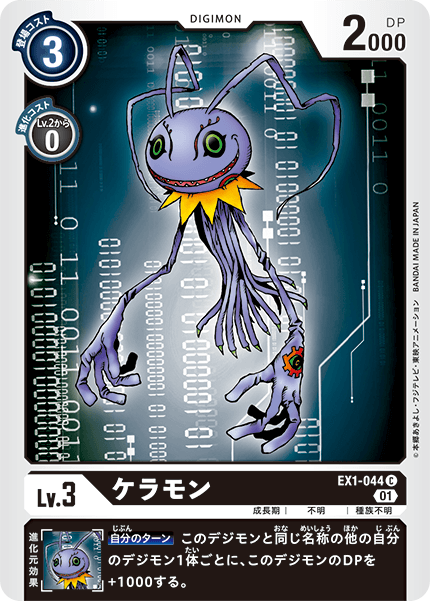 DIGIMON
登場コスト
3
DP
2000
進化コスト
Lv.2から
0
©本郷あきよし・フジテレビ・東映アニメーション BANDAI MADE IN JAPAN
EX1-044 C
01
Lv.3
ケラモン
成長期 | 不明 | 種族不明
進化元効果
自分のターン このデジモンと同じ名称の他の自分
のデジモン1体ごとに、このデジモンのDPを
+1000する。